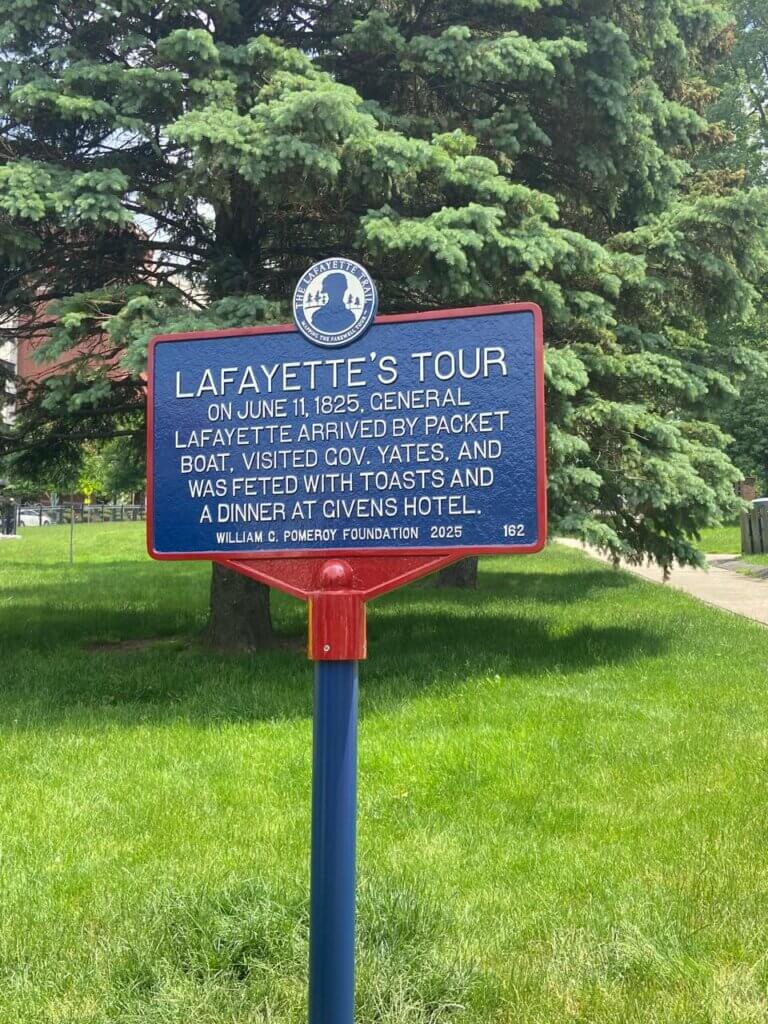 THE LAFAYETTE TRAIL
MAPPING THE FAREWELL TOUR
LAFAYETTE'S TOUR
ON JUNE 11, 1825, GENERAL
LAFAYETTE ARRIVED BY PACKET
BOAT, VISITED GOV. YATES, AND
WAS FETED WITH TOASTS AND
A DINNER AT GIVENS HOTEL.
WILLIAM G. POMEROY FOUNDATION 2025 162